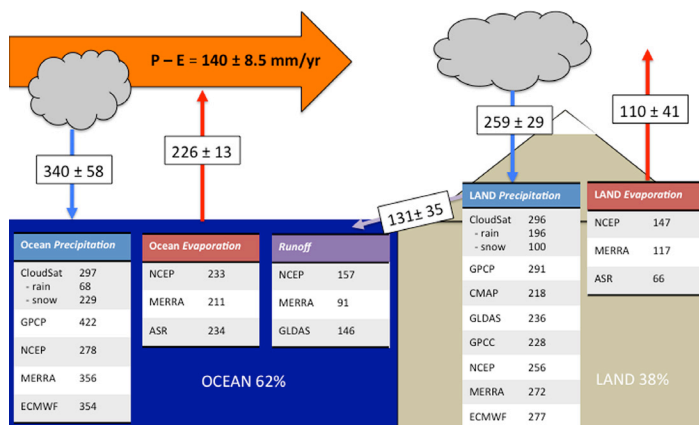 P – E = 140 ± 8.5 mm/yr
340 ± 58
226 ± 13
259 ± 29
110 ± 41
131± 35
Ocean Precipitation
CloudSat 297
- rain 68
- snow 229
GPCP 422
NCEP 278
MERRA 356
ECMWF 354
Ocean Evaporation
NCEP 233
MERRA 211
ASR 234
Runoff
NCEP 157
MERRA 91
GLDAS 146
OCEAN 62%
LAND Precipitation
CloudSat 296
- rain 196
- snow 100
GPCP 291
CMAP 218
GLDAS 236
GPCC 228
NCEP 256
MERRA 272
ECMWF 277
LAND Evaporation
NCEP 147
MERRA 117
ASR 66
LAND 38%